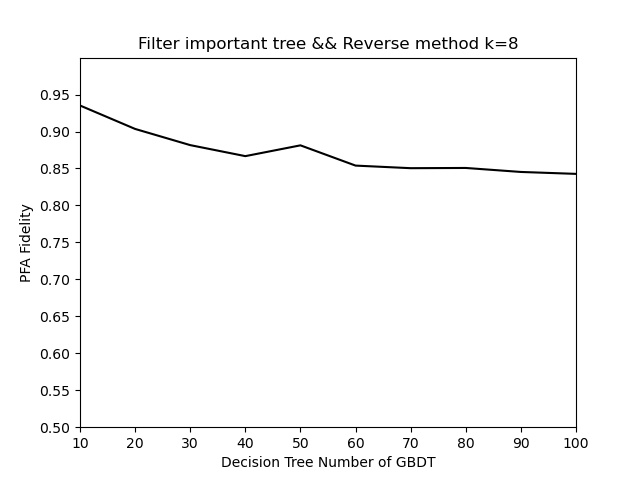 Filter important tree && Reverse method k=8
0.95
0.90
0.85
0.80
0.75
0.70
0.65
0.60
0.55
0.50
PFA Fidelity
10 20 30 40 50 60 70 80 90 100
Decision Tree Number of GBDT